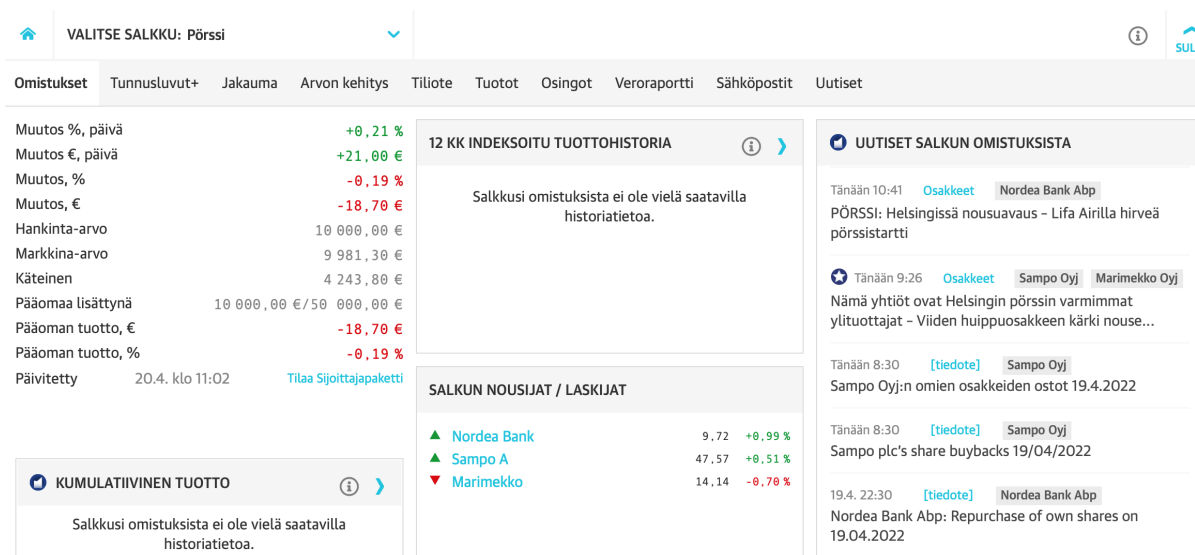 VALITSE SALKKU: Pörssi
SUL
Omistukset Tunnusluvut+ Jakauma Arvon kehitys Tiliote Tuotot Osingot Veroraportti Sähköpostit Uutiset
Muutos %, päivä +0,21 %
Muutos €, päivä +21,00 €
Muutos, % -0,19 %
Muutos, € -18,70 €
Hankinta-arvo 10 000,00 €
Markkina-arvo 9 981,30 €
Käteinen 4 243,80 €
Pääomaa lisättynä 10 000,00 €/50 000,00 €
Pääoman tuotto, € -18,70 €
Pääoman tuotto, % -0,19 %
Päivitetty 20.4. klo 11:02 Tilaa Sijoittajapaketti
KUMULATIIVINEN TUOTTO
Salkkusi omistuksista ei ole vielä saatavilla
historiatietoa.
12 KK INDEKSOITU TUOTTOHISTORIA
Salkkusi omistuksista ei ole vielä saatavilla
historiatietoa.
SALKUN NOUSIJAT / LASKIJAT
Nordea Bank 9,72 +0,99 %
Sampo A 47,57 +0,51 %
Marimekko 14,14 -0,70 %
UUTISET SALKUN OMISTUKSISTA
Tänään 10:41 Osakkeet Nordea Bank Abp
PÖRSSI: Helsingissä nousuavaus – Lifa Airilla hirveä
pörssistartti
Tänään 9:26 Osakkeet Sampo Oyj Marimekko Oyj
Nämä yhtiöt ovat Helsingin pörssin varmimmat
ylituottajat – Viiden huippuosakkeen kärki nouse...
Tänään 8:30 [tiedote] Sampo Oyj
Sampo Oyj:n omien osakkeiden ostot 19.4.2022
Tänään 8:30 [tiedote] Sampo Oyj
Sampo plc's share buybacks 19/04/2022
19.4. 22:30 [tiedote] Nordea Bank Abp
Nordea Bank Abp: Repurchase of own shares on
19.04.2022